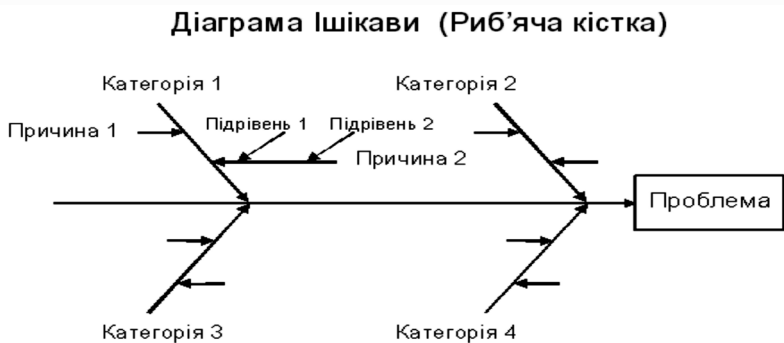 Діаграма Ішікави (Риб’яча кістка)
Категорія 1
Категорія 2
Причина 1
Підрівень 1
Підрівень 2
Причина 2
Проблема
Категорія 3
Категорія 4